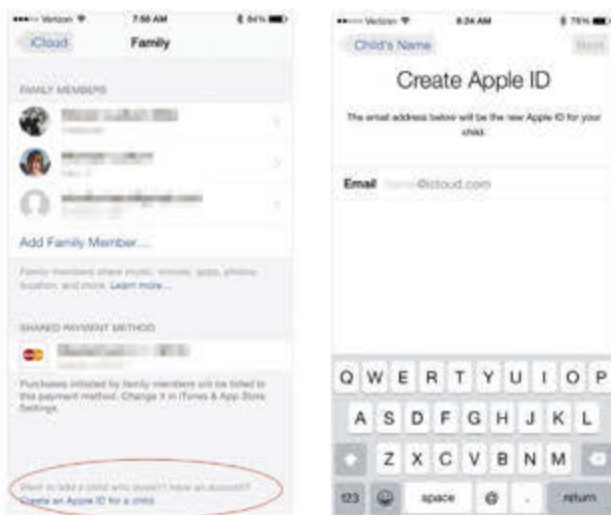 Verizon 7:50 AM 84%
iCloud Family
FAMILY MEMBERS
Add Family Member...
Family members share music, movies, apps, photos,
location, and more. Learn more...
SHARED PAYMENT METHOD
Purchases initiated by family members will be billed to
this payment method. Change it in iTunes & App Store
Settings.
Want to add a child who doesn't have an account?
Create an Apple ID for a child.
Verizon 8:24 AM 78%
Child's Name Next
Create Apple ID
The email address below will be the new Apple ID for your
child.
Email @icloud.com
Q W E R T Y U I O P
A S D F G H J K L
Z X C V B N M
123 space @ . return